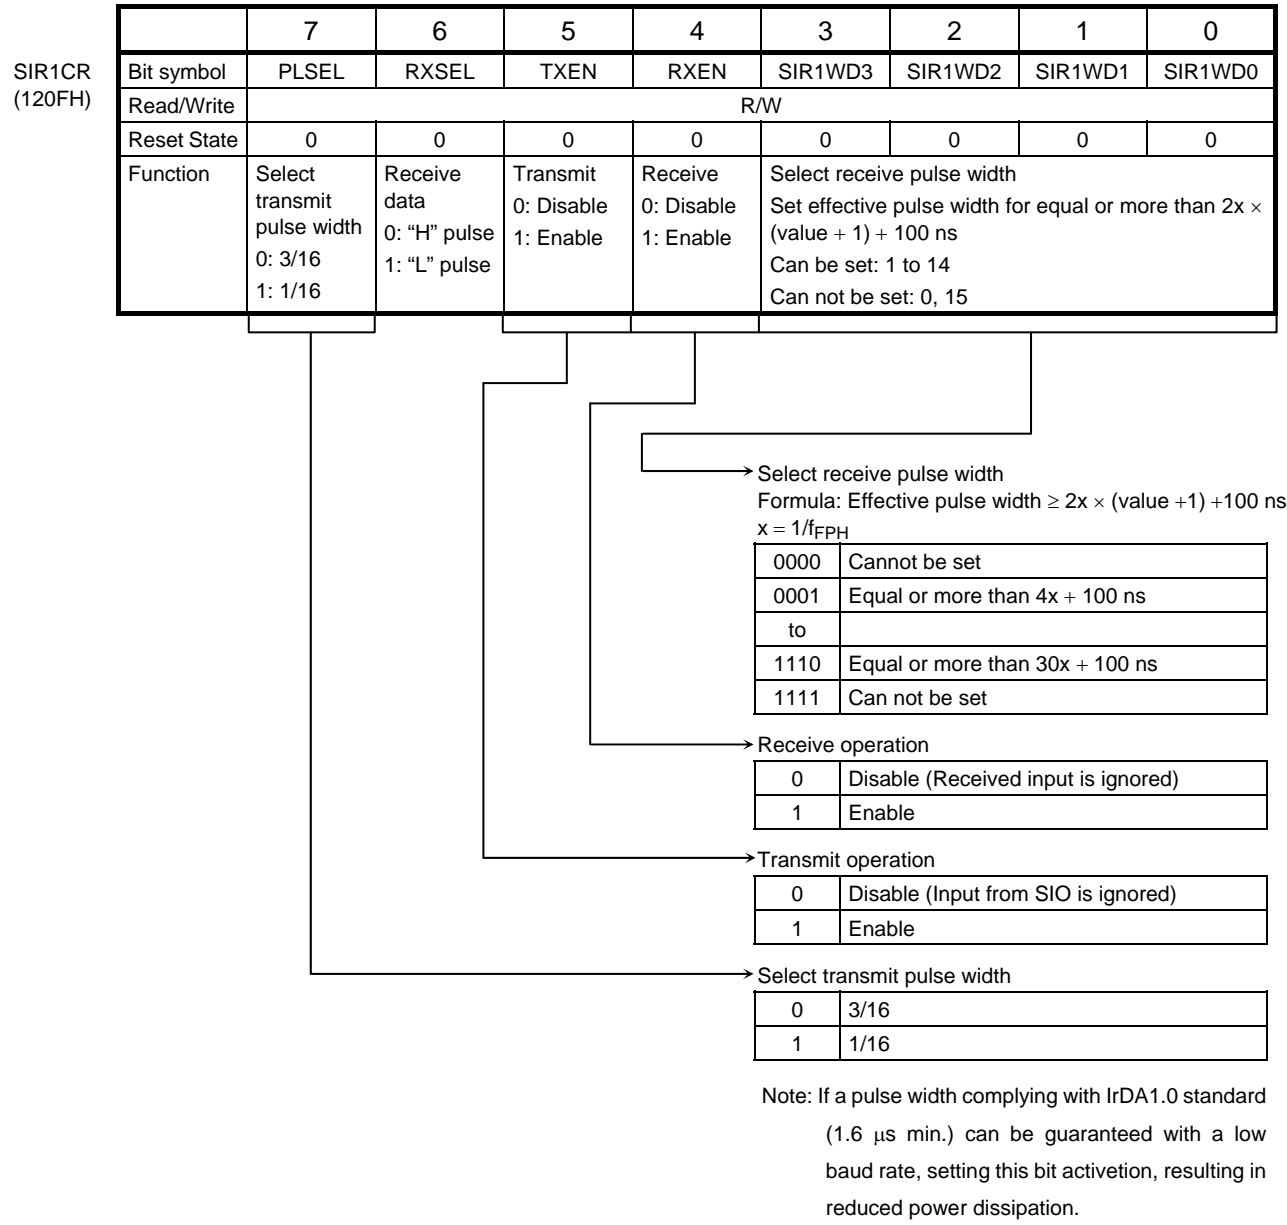 7 6 5 4 3 2 1 0
SIR1CR
(120FH)
Bit symbol PLSEL RXSEL TXEN RXEN SIR1WD3 SIR1WD2 SIR1WD1 SIR1WD0
Read/Write R/W
Reset State 0 0 0 0 0 0 0 0
Function
Select
transmit
pulse width
0: 3/16
1: 1/16
Receive
data
0: “H” pulse
1: “L” pulse
Transmit
0: Disable
1: Enable
Receive
0: Disable
1: Enable
Select receive pulse width
Set effective pulse width for equal or more than 2x ×
(value + 1) + 100 ns
Can be set: 1 to 14
Can not be set: 0, 15
Select receive pulse width
Formula: Effective pulse width ≥ 2x × (value +1) +100 ns
x = 1/fFPH
0000 Cannot be set
0001 Equal or more than 4x + 100 ns
to
1110 Equal or more than 30x + 100 ns
1111 Can not be set
Receive operation
0 Disable (Received input is ignored)
1 Enable
Transmit operation
0 Disable (Input from SIO is ignored)
1 Enable
Select transmit pulse width
0 3/16
1 1/16
Note: If a pulse width complying with IrDA1.0 standard
(1.6 μs min.) can be guaranteed with a low
baud rate, setting this bit activetion, resulting in
reduced power dissipation.